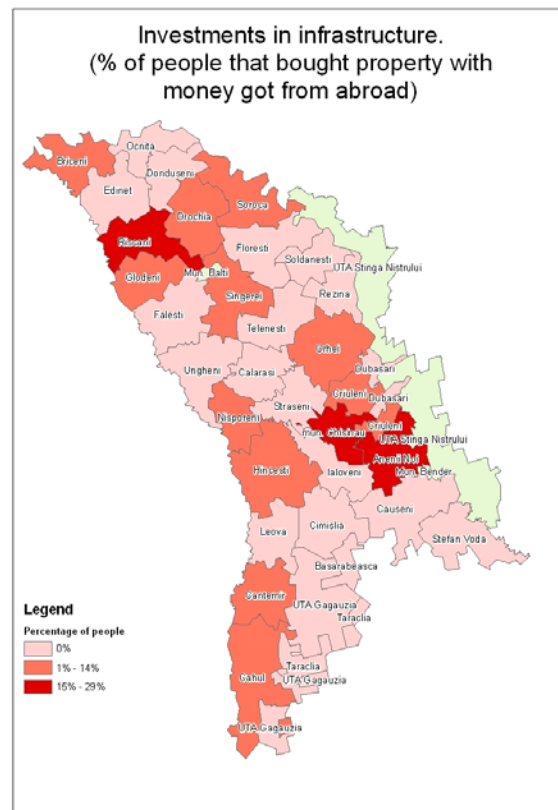 Investments in infrastructure.
(% of people that bought property with
money got from abroad)
Ocnita
Briceni
Donduseni
Edinet
Soroca
Drochia
Riscani
Floresti
Soldanesti
UTA Stinga Nistrului
Glodeni
Mun. Balti
Rezina
Singerei
Falesti
Telenesti
Orhei
Ungheni
Calarasi
Dubasari
Criuleni
Dubasari
Straseni
Nisporeni
mun. Chisinau
Criuleni
UTA Stinga Nistrului
Anenii Noi
Mun. Bender
Hincesti
Ialoveni
Causeni
Leova
Cimislia
Stefan Voda
Basarabeasca
Cantemir
UTA Gagauzia
Taraclia
Taraclia
Cahul
UTA Gagauzia
UTA Gagauzia
Legend
Percentage of people
0%
1% - 14%
15% - 29%